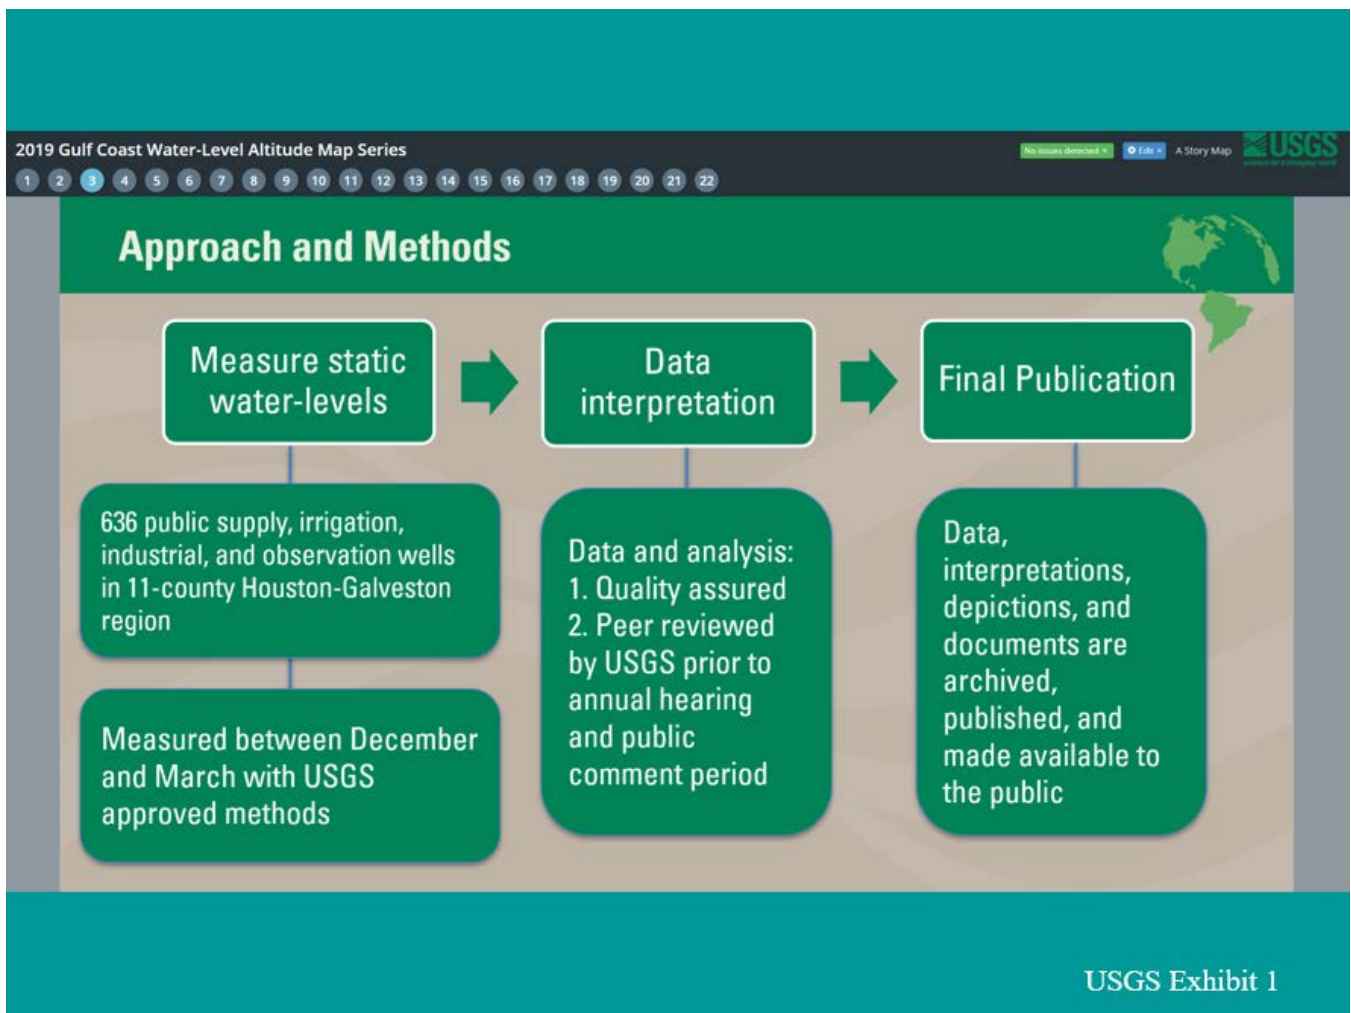 2019 Gulf Coast Water-Level Altitude Map Series
No issues detected ×
Edit ×
A Story Map
USGS
1 2 3 4 5 6 7 8 9 10 11 12 13 14 15 16 17 18 19 20 21 22
Approach and Methods
Measure static
water-levels
Data
interpretation
Final Publication
636 public supply, irrigation,
industrial, and observation wells
in 11-county Houston-Galveston
region
Measured between December
and March with USGS
approved methods
Data and analysis:
1. Quality assured
2. Peer reviewed
by USGS prior to
annual hearing
and public
comment period
Data,
interpretations,
depictions, and
documents are
archived,
published, and
made available to
the public
USGS Exhibit 1